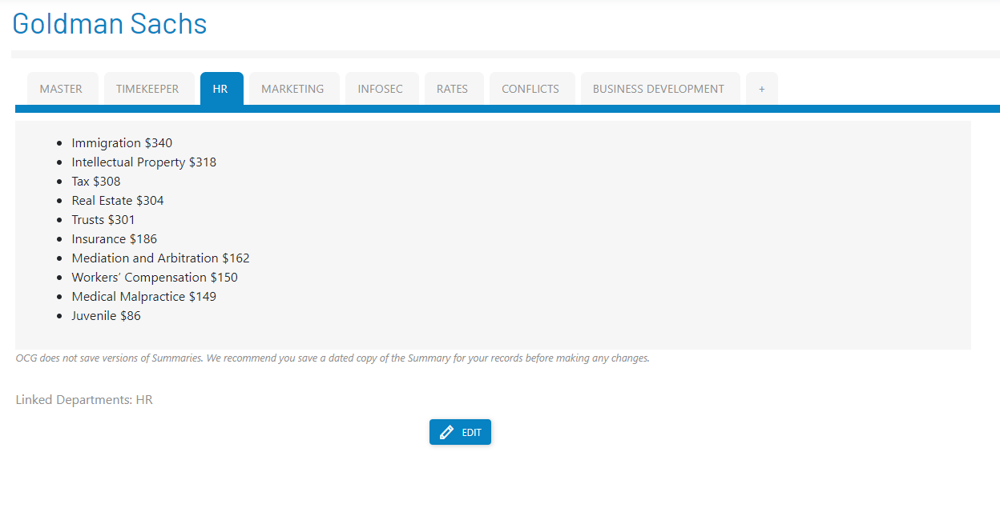 Goldman Sachs
MASTER TIMEKEEPER HR MARKETING INFOSEC RATES CONFLICTS BUSINESS DEVELOPMENT +
• Immigration $340
• Intellectual Property $318
• Tax $308
• Real Estate $304
• Trusts $301
• Insurance $186
• Mediation and Arbitration $162
• Workers’ Compensation $150
• Medical Malpractice $149
• Juvenile $86
OCG does not save versions of Summaries. We recommend you save a dated copy of the Summary for your records before making any changes.
Linked Departments: HR
EDIT